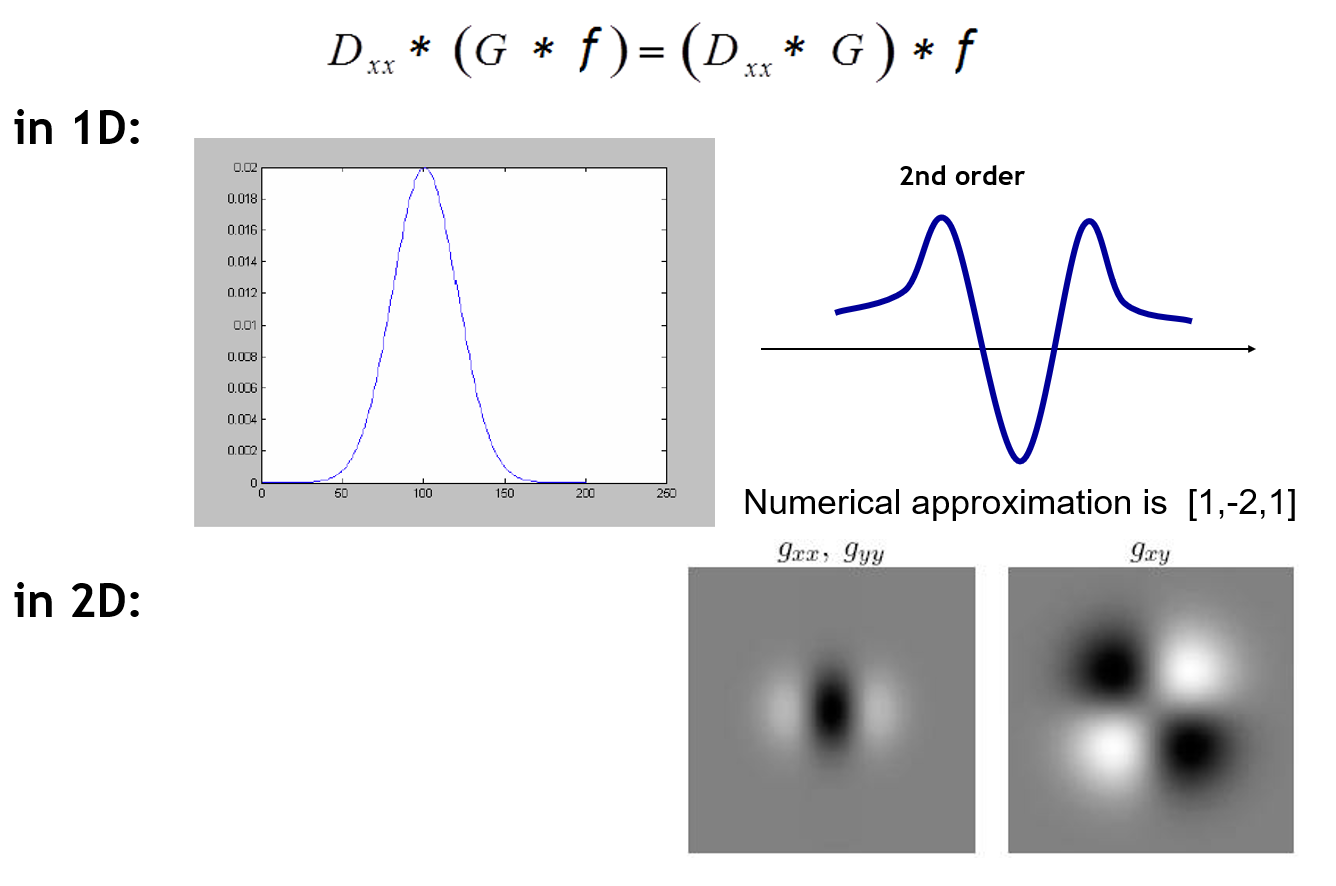 D_xx * (G * f) = (D_xx * G) * f
in 1D:
2nd order
0.02
0.018
0.016
0.014
0.012
0.01
0.008
0.006
0.004
0.002
0
0 50 100 150 200 250
Numerical approximation is [1,-2,1]
in 2D:
g_xx, g_yy
g_xy